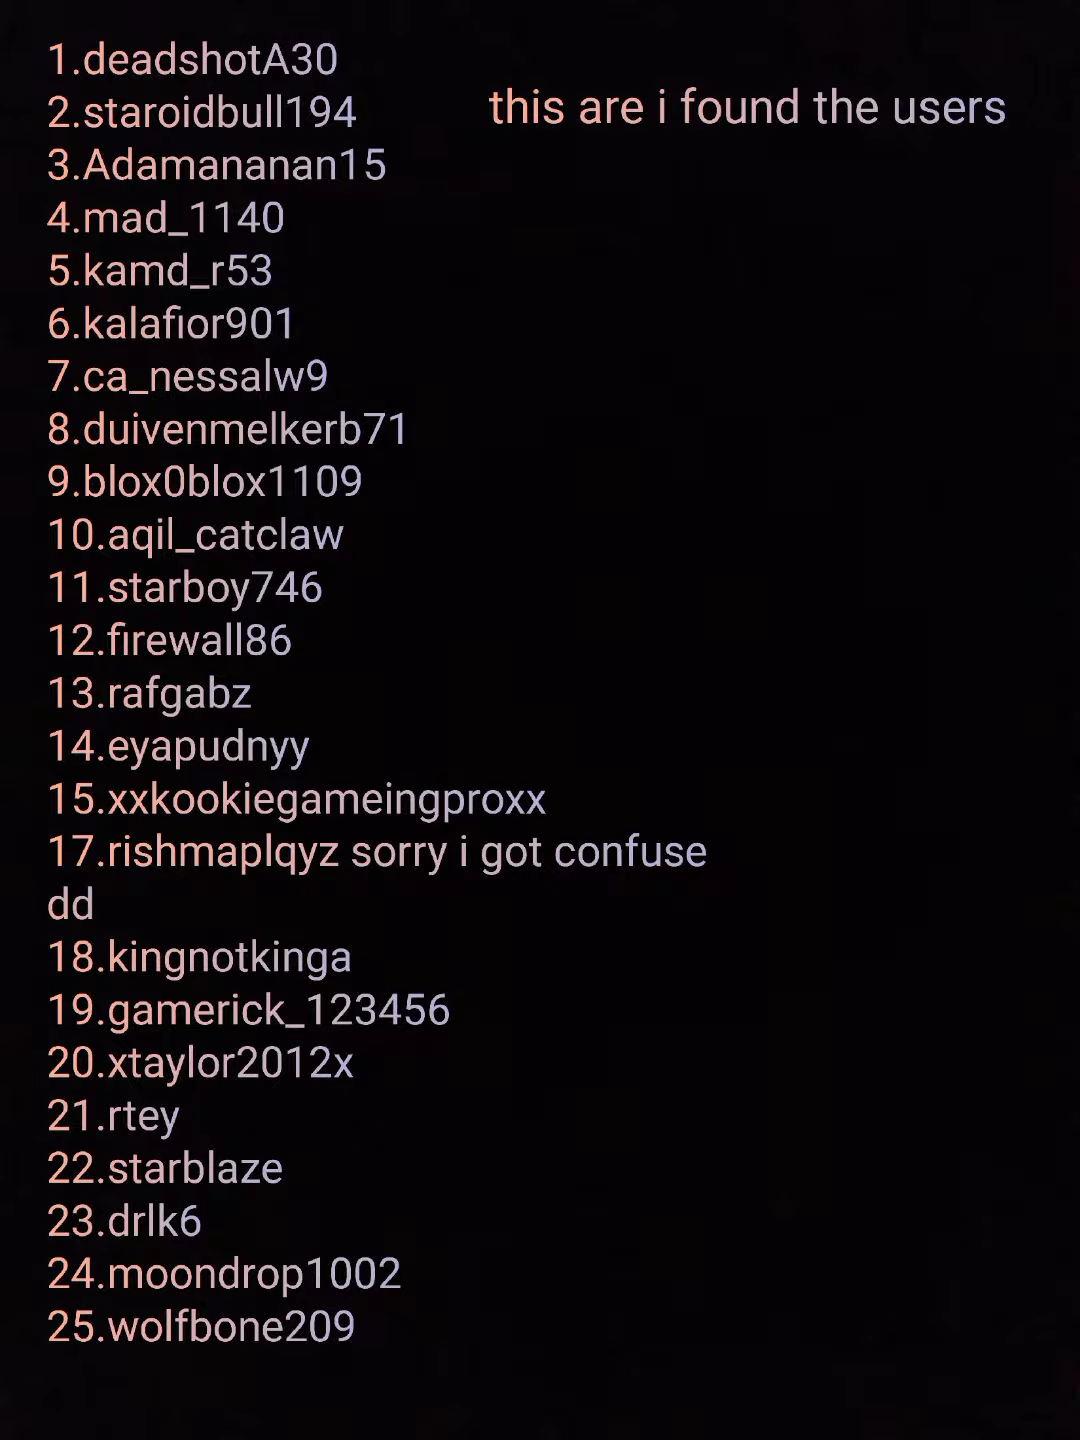 1.deadshotA30
this are i found the users
2.staroidbull194
3.Adamananan15
4.mad_1140
5.kamd_r53
6.kalafior901
7.ca_nessalw9
8.duivenmelkerb71
9.blox0blox1109
10.aqil_catclaw
11.starboy746
12.firewall86
13.rafgabz
14.eyapudnyy
15.xxkookiegameingproxx
17.rishmaplqyz sorry i got confuse
dd
18.kingnotkinga
19.gamerick_123456
20.xtaylor2012x
21.rtey
22.starblaze
23.drlk6
24.moondrop1002
25.wolfbone209